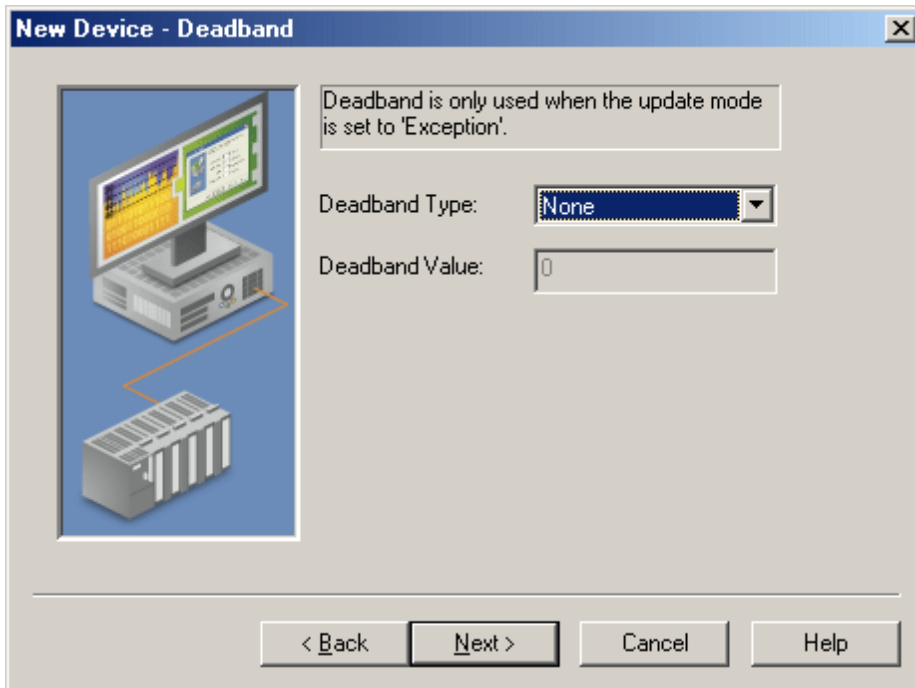 New Device - Deadband
Deadband is only used when the update mode
is set to 'Exception'.
Deadband Type:
None
Deadband Value:
0
< Back
Next >
Cancel
Help